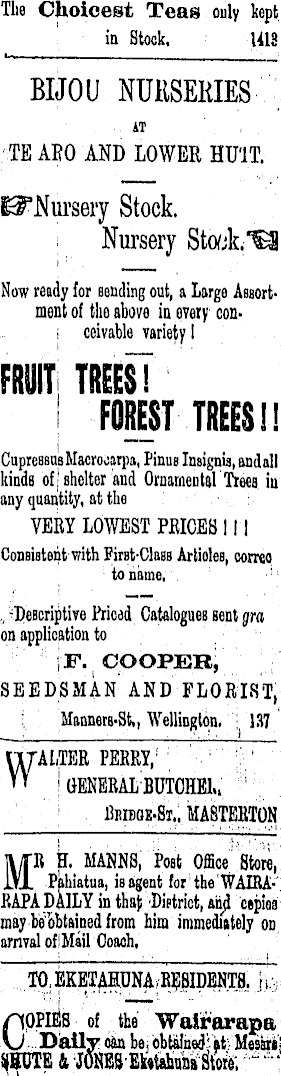 The Choicest Teas only kept
in Stock. 1413
BIJOU NURSERIES
AT
TE ARO AND LOWER HUTT.
Nursery Stock.
Nursery Stock.
Now ready for sending out, a Large Assort-
ment of the above in every con-
ceivable variety!
FRUIT TREES!
FOREST TREES!!
Cupressus Macrocarpa, Pinus Insignis, and all
kinds of shelter and Ornamental Trees in
any quantity, at the
VERY LOWEST PRICES!!!
Consistent with First-Class Articles, correc
to name.
Descriptive Priced Catalogues sent gra
on application to
F. COOPER,
SEEDSMAN AND FLORIST,
Manners-St., Wellington. 137
WALTER PERRY,
GENERAL BUTCHER,
BRIDGE-ST., MASTERTON
MR H. MANNS, Post Office Store,
Pahiatua, is agent for the WAIRA-
RAPA DAILY in that District, and copies
may be obtained from him immediately on
arrival of Mail Coach.
TO EKETAHUNA RESIDENTS.
COPIES of the Wairarapa
Daily can be obtained at Messrs
SHUTE & JONES Eketahuna Store.